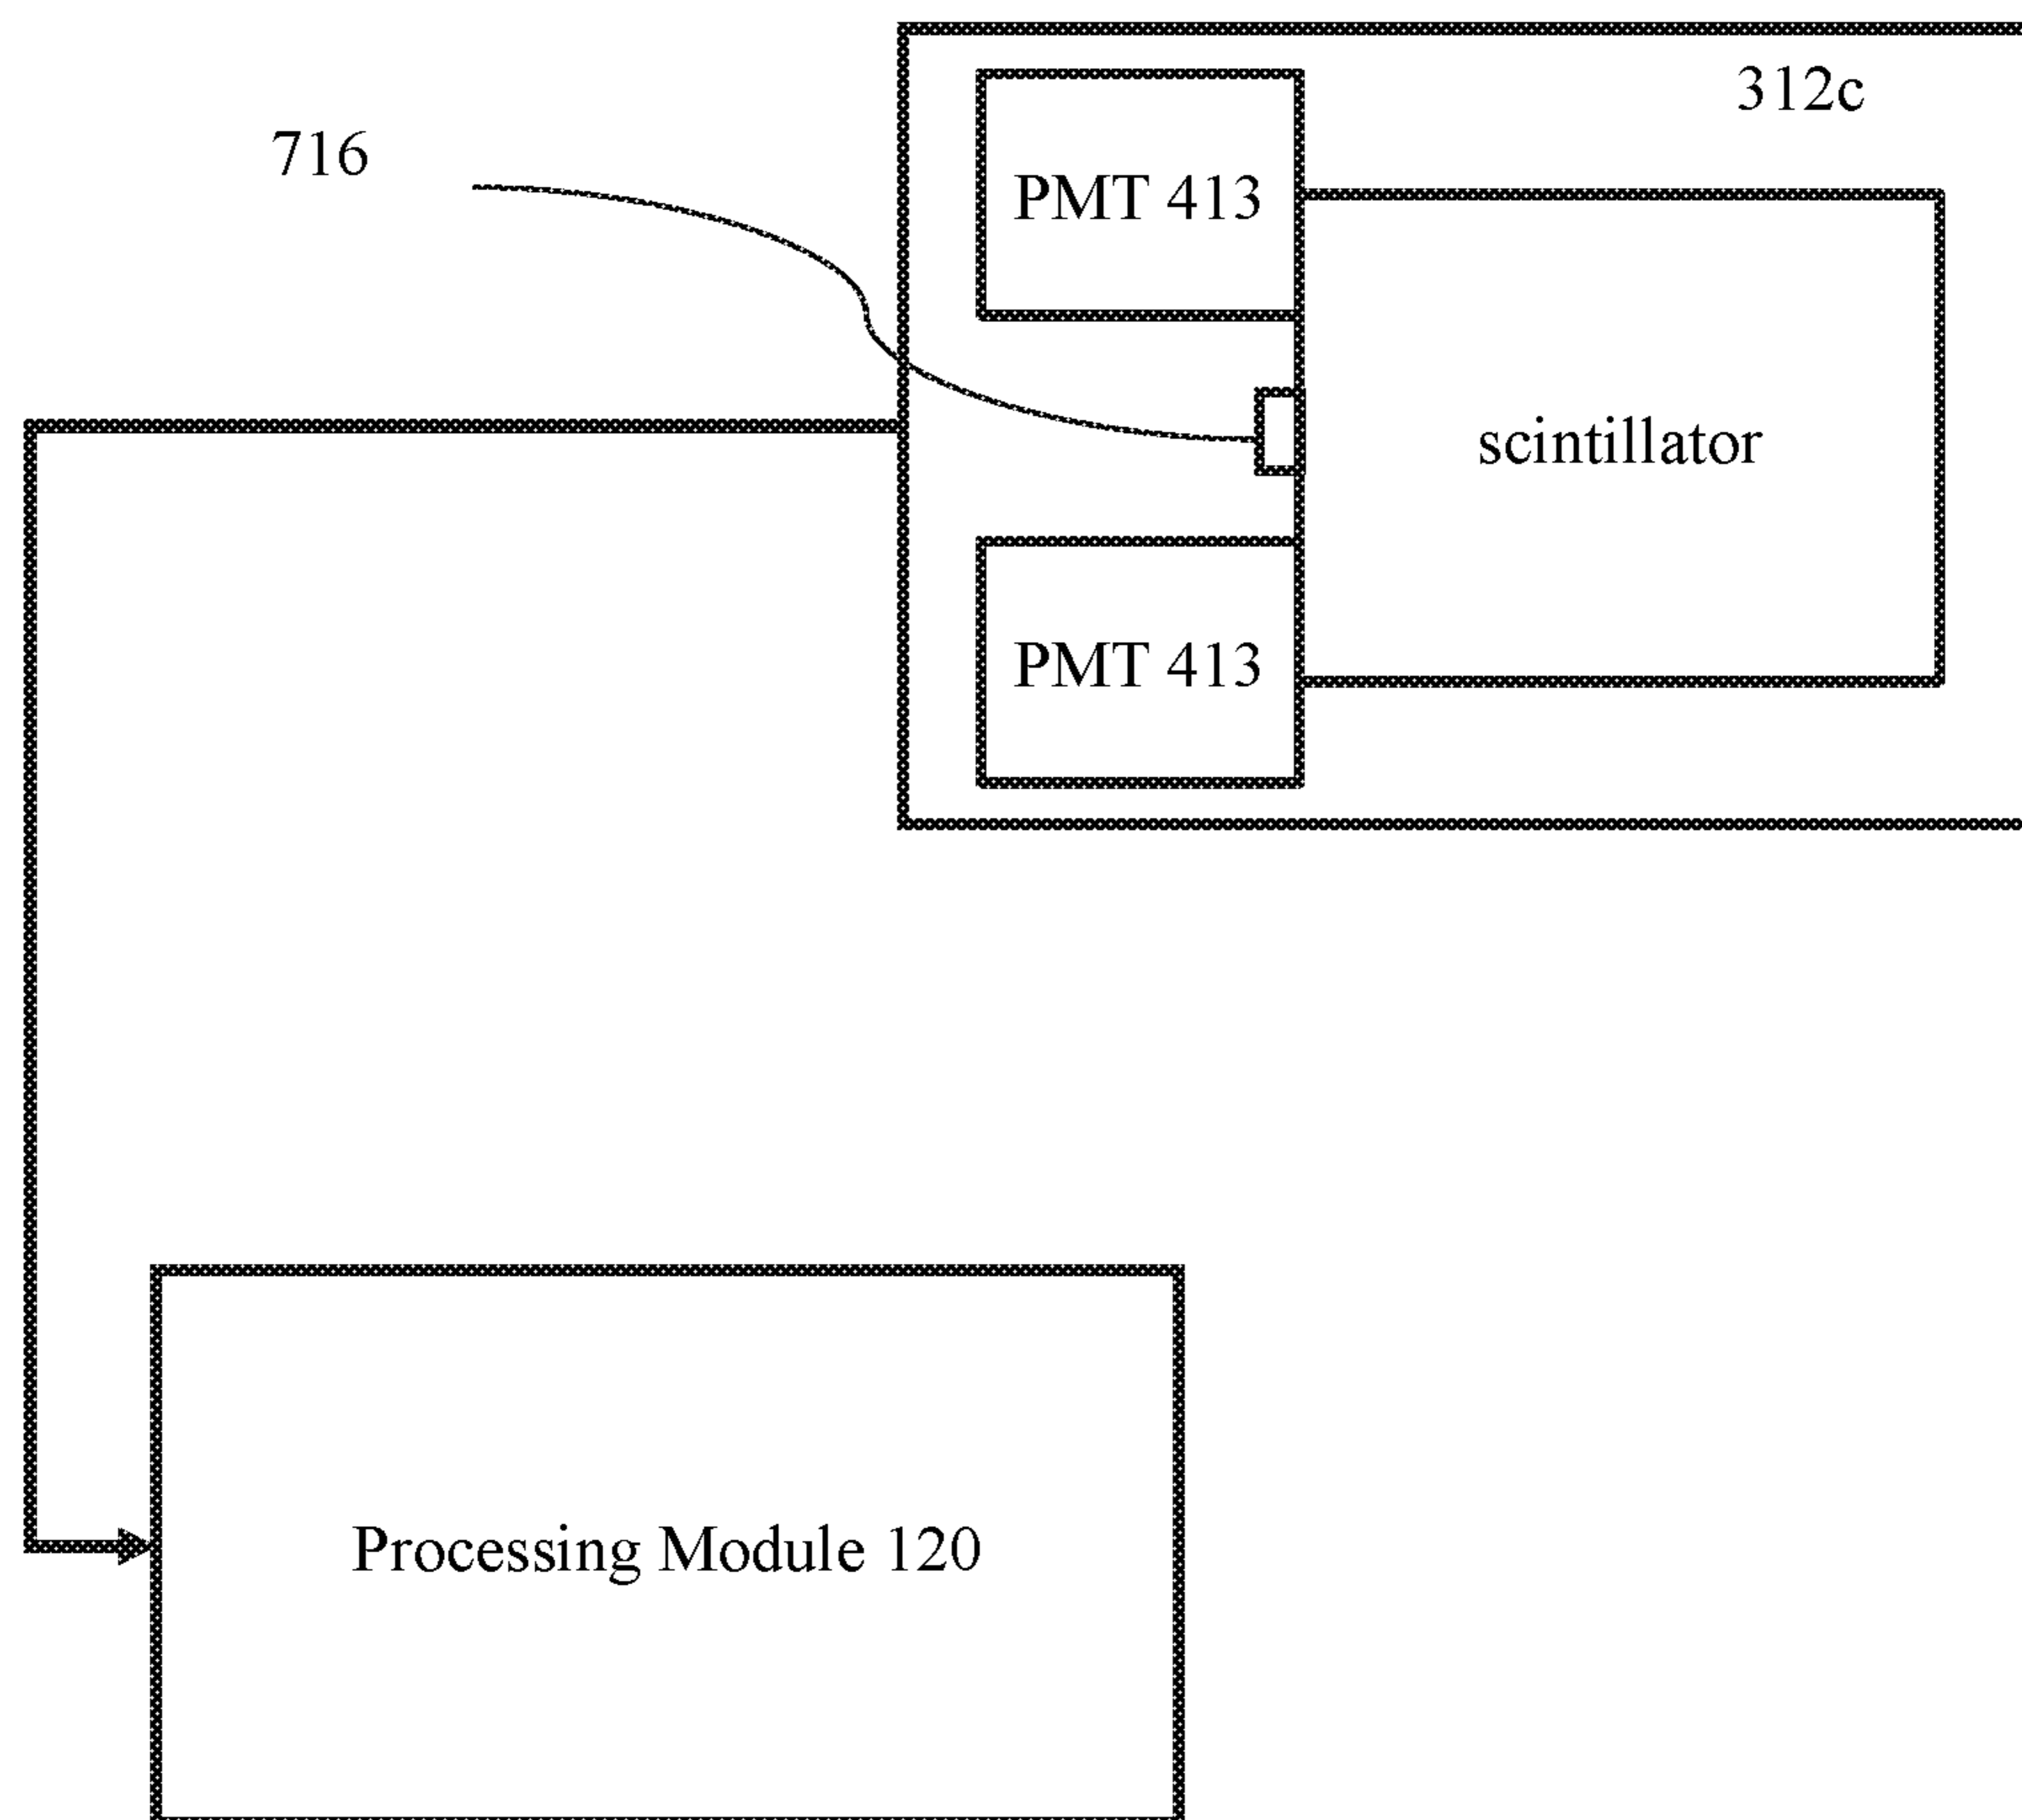 312c
716
PMT 413
scintillator
PMT 413
Processing Module 120